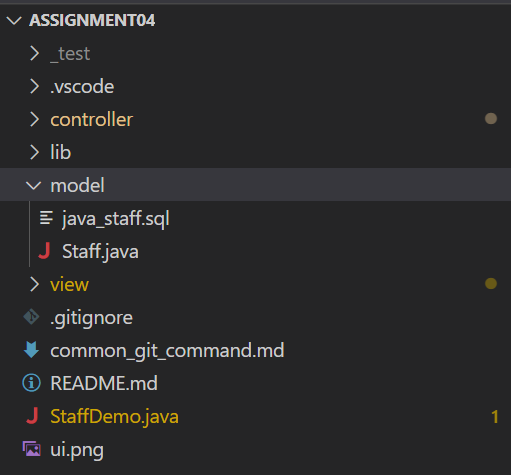 ASSIGNMENT04
_test
.vscode
controller
lib
model
java_staff.sql
Staff.java
view
.gitignore
common_git_command.md
README.md
StaffDemo.java 1
ui.png